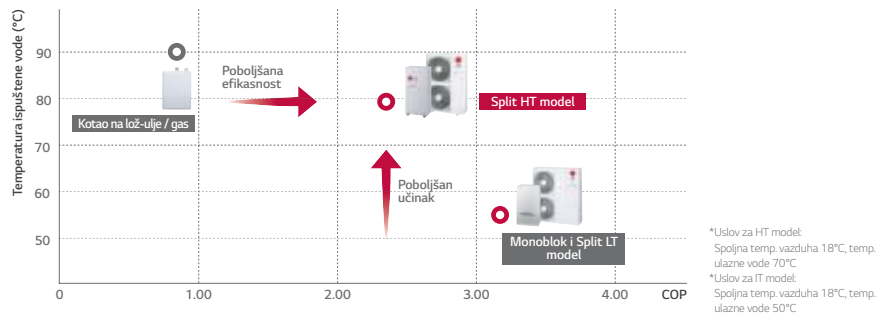 Temperatura ispuštene vode (°C)
90
80
70
60
50
Poboljšana
efikasnost
Kotao na lož-ulje / gas
Split HT model
Poboljšan
učinak
Monoblok i Split LT
model
0
1.00
2.00
3.00
4.00
COP
*Uslov za HT model:
Spoljna temp. vazduha 18°C, temp.
ulazne vode 70°C
*Uslov za IT model:
Spoljna temp. vazduha 18°C, temp.
ulazne vode 50°C